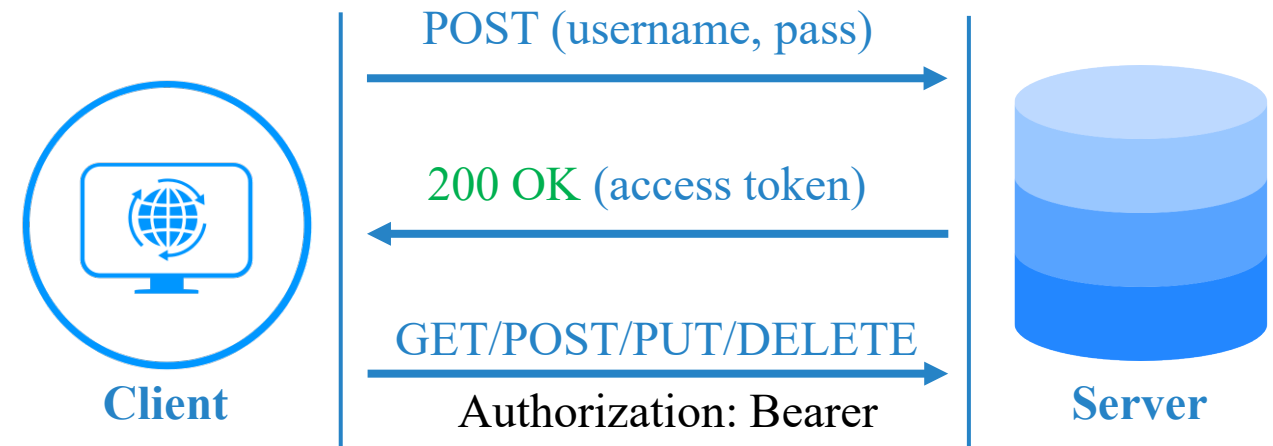 POST (username, pass)
200 OK (access token)
GET/POST/PUT/DELETE
Authorization: Bearer
Client
Server